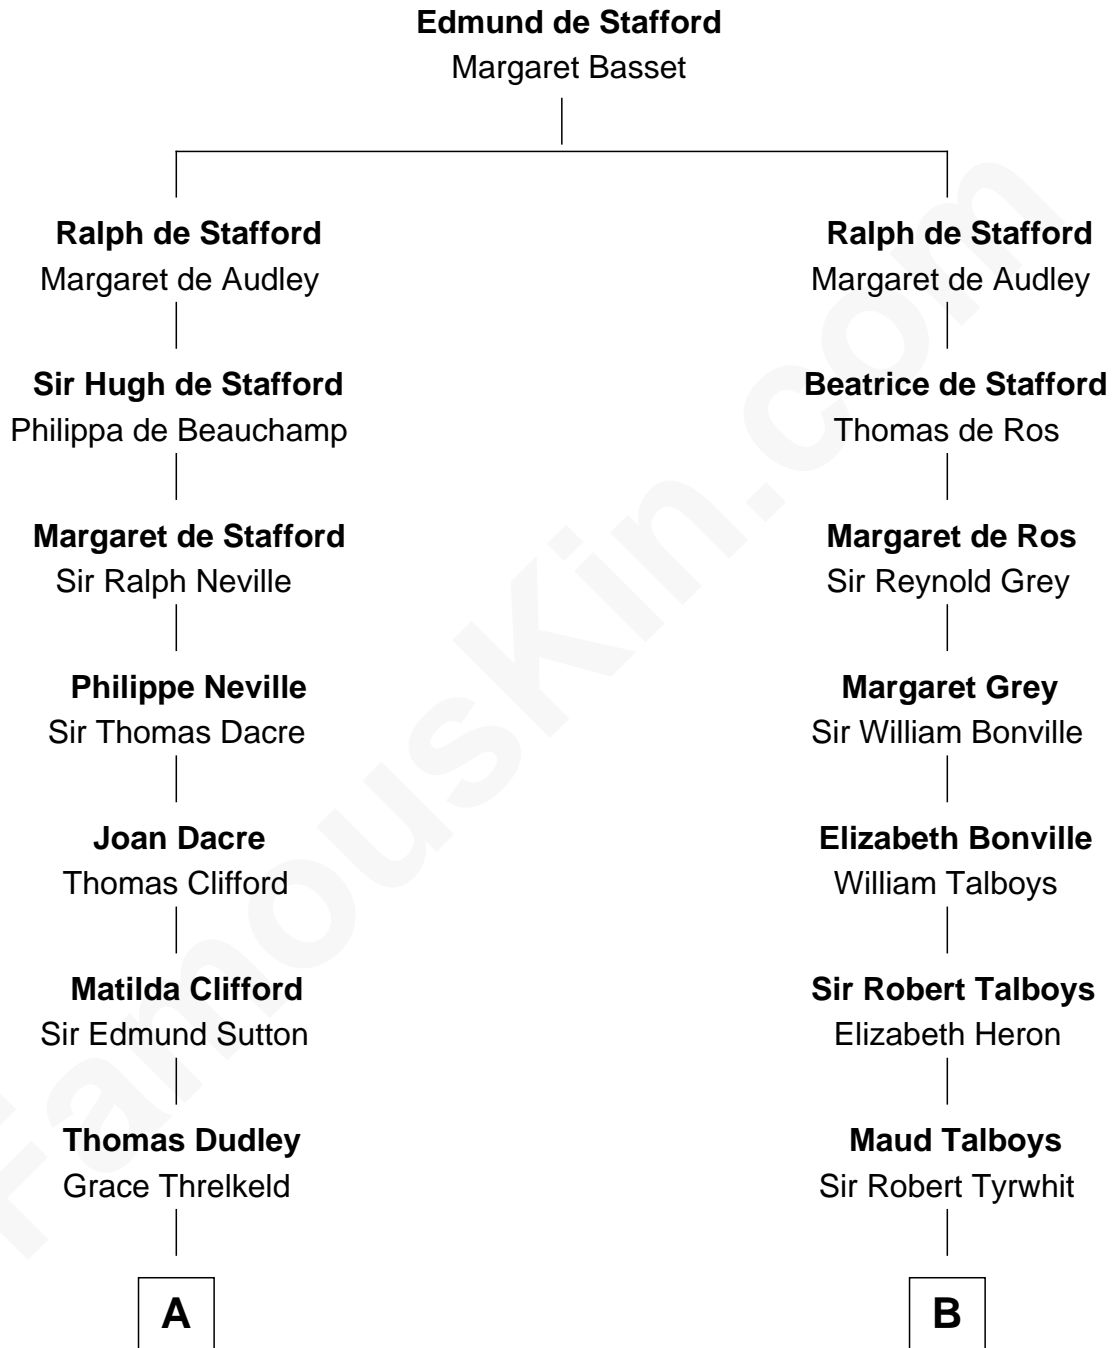 Edmund de Stafford
Margaret Basset
Ralph de Stafford
Margaret de Audley
Ralph de Stafford
Margaret de Audley
Sir Hugh de Stafford
Philippa de Beauchamp
Beatrice de Stafford
Thomas de Ros
Margaret de Stafford
Sir Ralph Neville
Margaret de Ros
Sir Reynold Grey
Philippe Neville
Sir Thomas Dacre
Margaret Grey
Sir William Bonville
Joan Dacre
Thomas Clifford
Elizabeth Bonville
William Talboys
Matilda Clifford
Sir Edmund Sutton
Sir Robert Talboys
Elizabeth Heron
Thomas Dudley
Grace Threlkeld
Maud Talboys
Sir Robert Tyrwhit
A
B
FamousKin.com